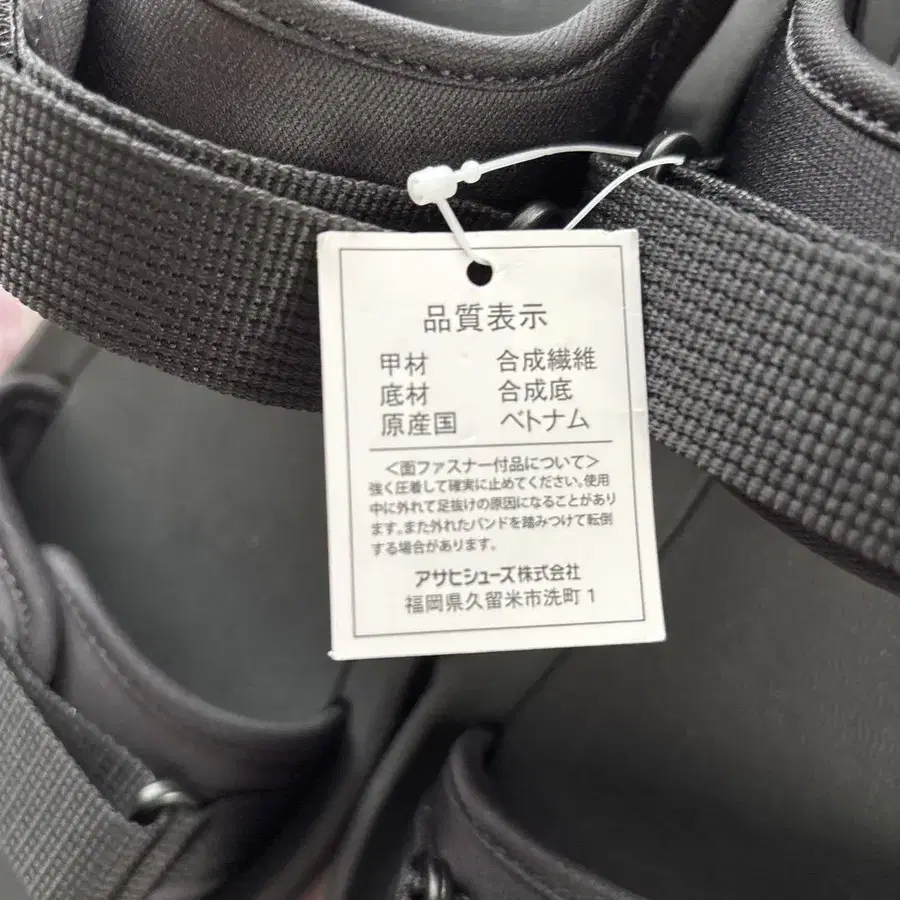 品質表示
甲材 合成繊維
底材 合成底
原産国 ベトナム
＜面ファスナー付品について＞
強く圧着して確実に止めてください。使用
中に外れて足抜けの原因になることがあり
ます。また外れたバンドを踏みつけて転倒
する場合があります。
アサヒシューズ株式会社
福岡県久留米市洗町1